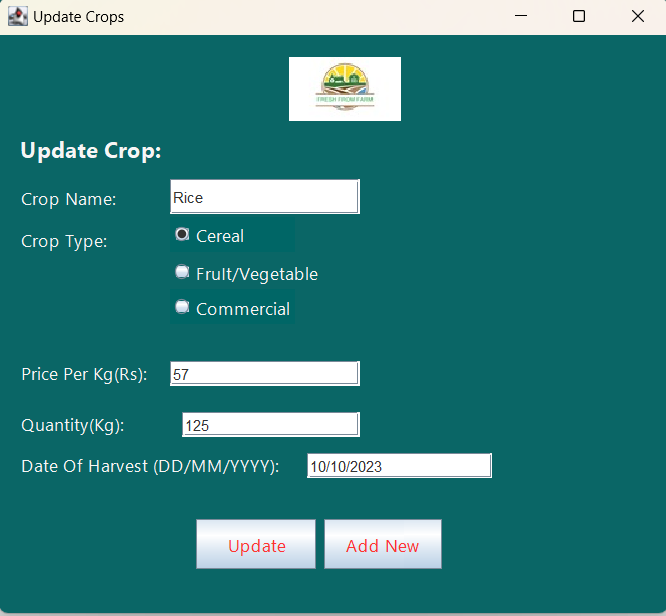 Update Crops
FRESH FROM FARM
Update Crop:
Crop Name: Rice
Crop Type: Cereal
FruIt/Vegetable
Commercial
Price Per Kg(Rs): 57
Quantity(Kg): 125
Date Of Harvest (DD/MM/YYYY): 10/10/2023
Update Add New